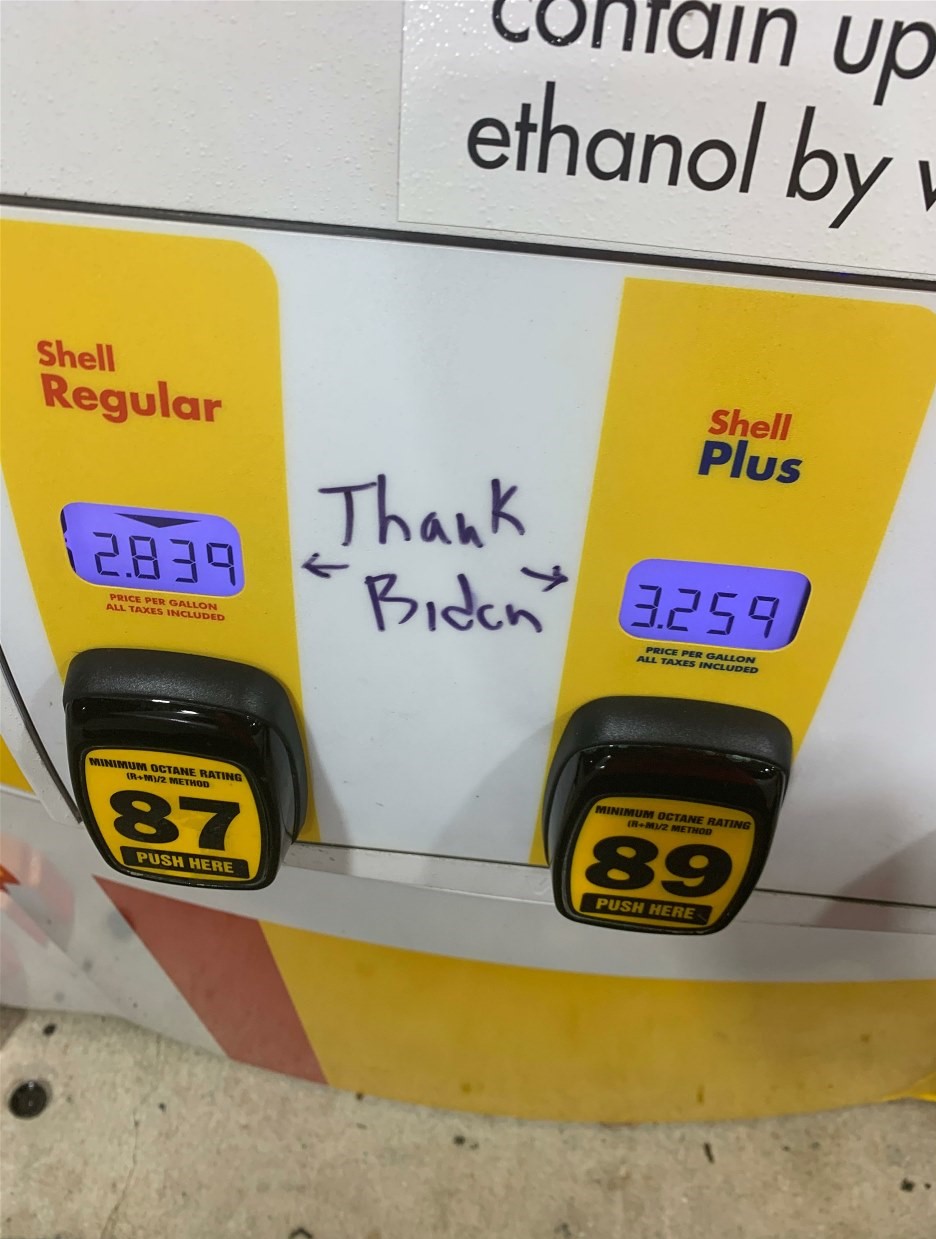 contain up
ethanol by
Shell
Regular
2.839
PRICE PER GALLON
ALL TAXES INCLUDED
Thank
← →
Biden
Shell
Plus
3.259
PRICE PER GALLON
ALL TAXES INCLUDED
MINIMUM OCTANE RATING
(R+M)/2 METHOD
87
PUSH HERE
MINIMUM OCTANE RATING
(R+M)/2 METHOD
89
PUSH HERE